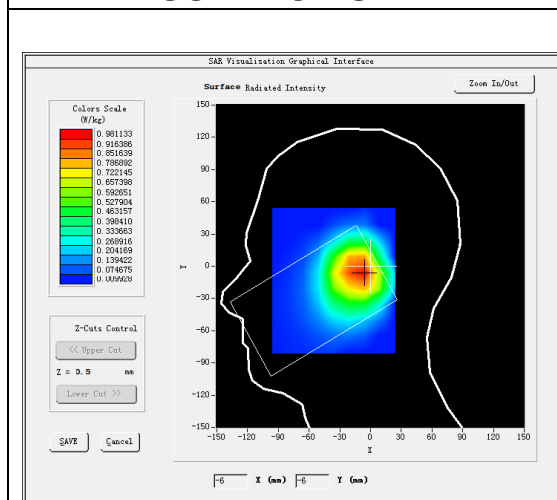 SAR Visualisation Graphical Interface
Surface Radiated Intensity
Zoom In/Out
Colors Scale
(W/kg)
0.981133
0.916386
0.851639
0.786892
0.722145
0.657398
0.592651
0.527904
0.463157
0.398410
0.333663
0.268916
0.204169
0.139422
0.074675
0.009928
150
120
90
60
30
0
-30
-60
-90
-120
-150
Y
-150 -120 -90 -60 -30 0 30 60 90 120 150
X
Z-Cuts Control
<< Upper Cut
Z = 0.5 mm
Lower Cut >>
SAVE Cancel
-6 X (mm) -6 Y (mm)